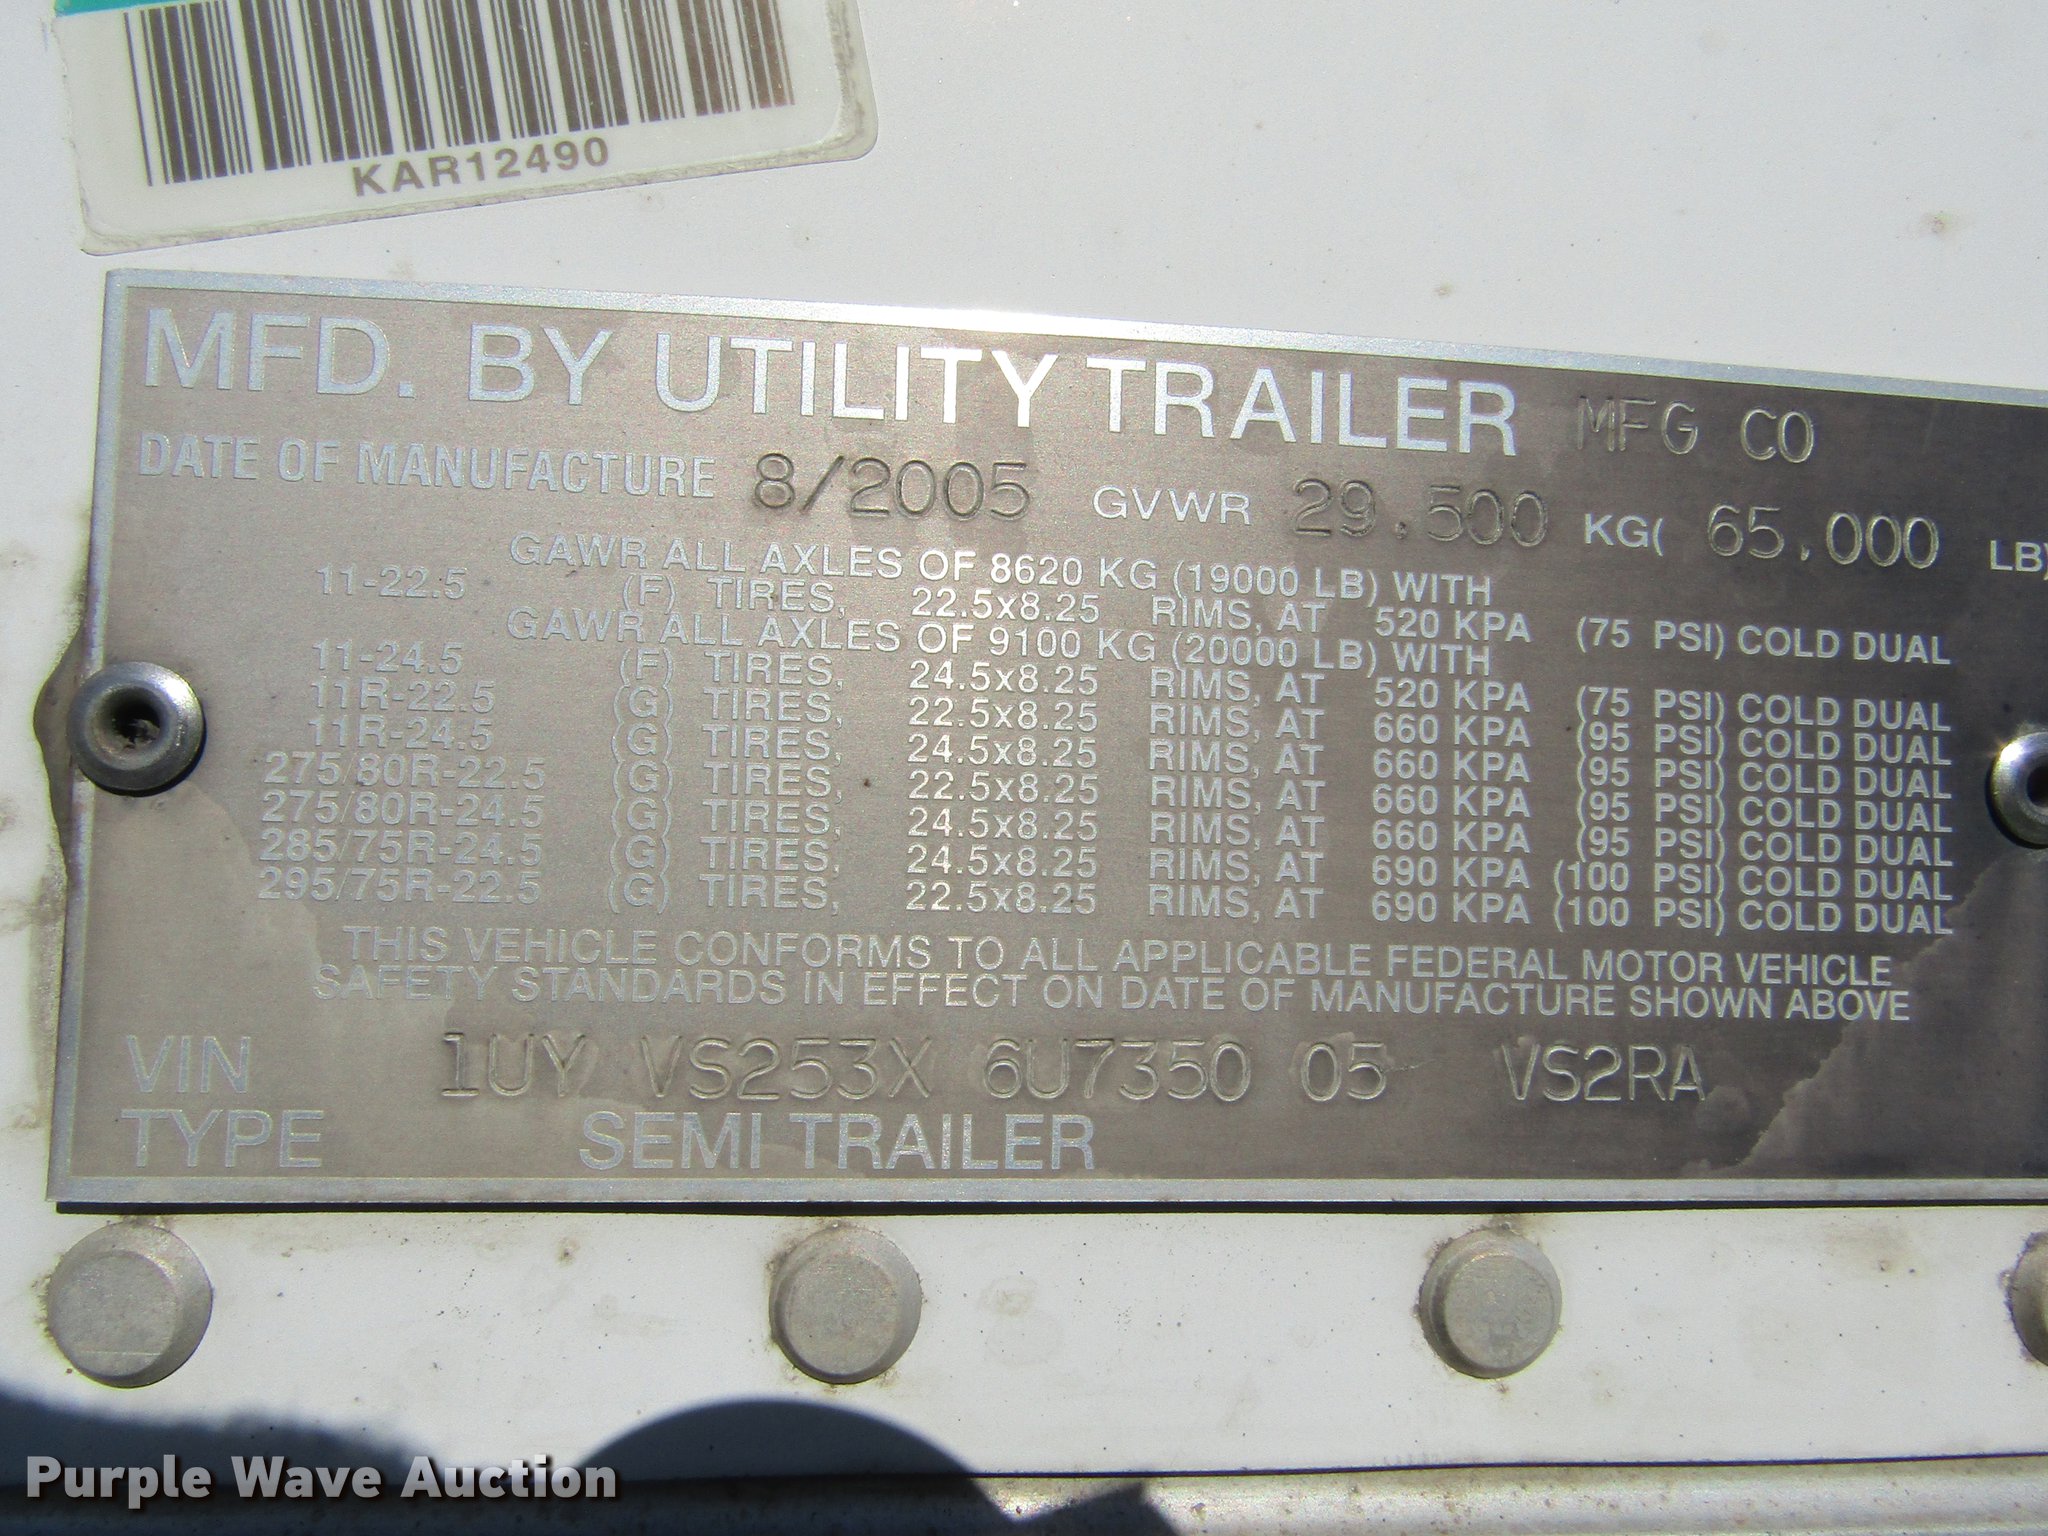 KAR12490
MFD. BY UTILITY TRAILER MFG CO
DATE OF MANUFACTURE 8/2005 GVWR 29.500 KG( 65,000 LB)
GAWR ALL AXLES OF 8620 KG (19000 LB) WITH
11-22.5 (F) TIRES, 22.5x8.25 RIMS, AT 520 KPA (75 PSI) COLD DUAL
GAWR ALL AXLES OF 9100 KG (20000 LB) WITH
11-24.5 (F) TIRES, 24.5x8.25 RIMS, AT 520 KPA (75 PSI) COLD DUAL
11R-22.5 (G) TIRES, 22.5x8.25 RIMS, AT 660 KPA (95 PSI) COLD DUAL
11R-24.5 (G) TIRES, 24.5x8.25 RIMS, AT 660 KPA (95 PSI) COLD DUAL
275/80R-22.5 (G) TIRES, 22.5x8.25 RIMS, AT 660 KPA (95 PSI) COLD DUAL
275/80R-24.5 (G) TIRES, 24.5x8.25 RIMS, AT 660 KPA (95 PSI) COLD DUAL
285/75R-24.5 (G) TIRES, 24.5x8.25 RIMS, AT 690 KPA (100 PSI) COLD DUAL
295/75R-22.5 (G) TIRES, 22.5x8.25 RIMS, AT 690 KPA (100 PSI) COLD DUAL
THIS VEHICLE CONFORMS TO ALL APPLICABLE FEDERAL MOTOR VEHICLE
SAFETY STANDARDS IN EFFECT ON DATE OF MANUFACTURE SHOWN ABOVE
VIN 1UY VS253X 6U7350 05 VS2RA
TYPE SEMI TRAILER
Purple Wave Auction